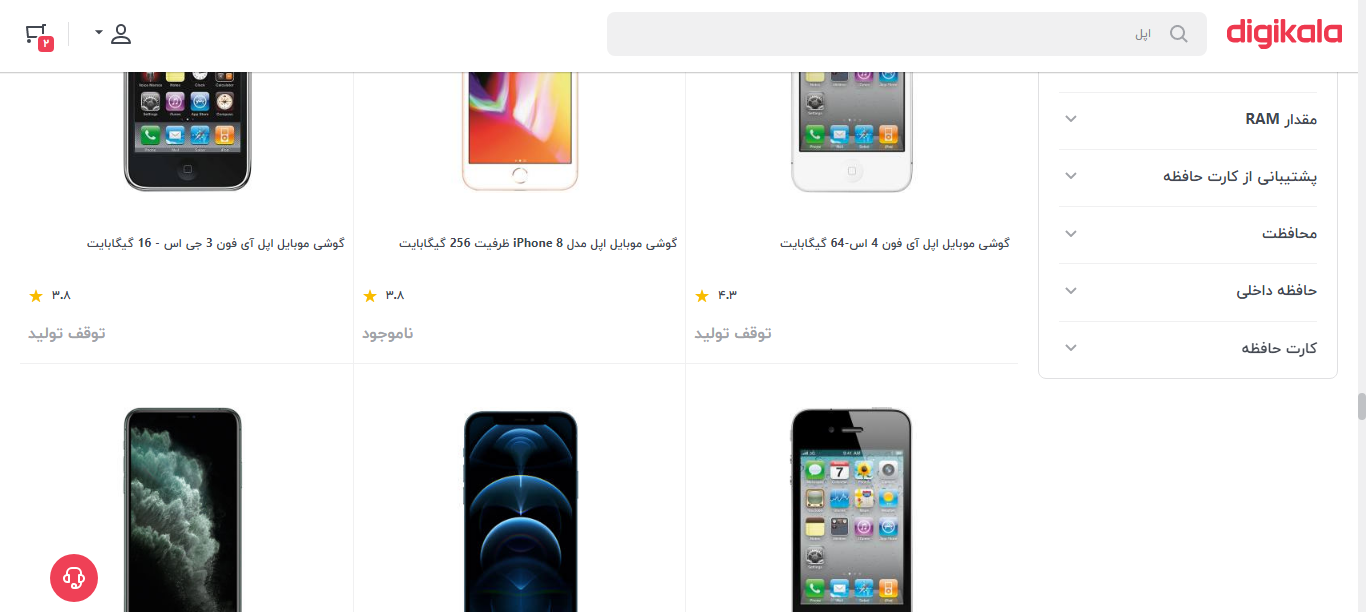 digikala
اپل
۲
مقدار RAM
پشتیبانی از کارت حافظه
محافظت
حافظه داخلی
کارت حافظه
گوشی موبایل اپل آی فون 4 اس-64 گیگابایت
۴.۳
توقف تولید
گوشی موبایل اپل مدل iPhone 8 ظرفیت 256 گیگابایت
۳.۸
ناموجود
گوشی موبایل اپل آی فون 3 جی اس - 16 گیگابایت
۳.۸
توقف تولید